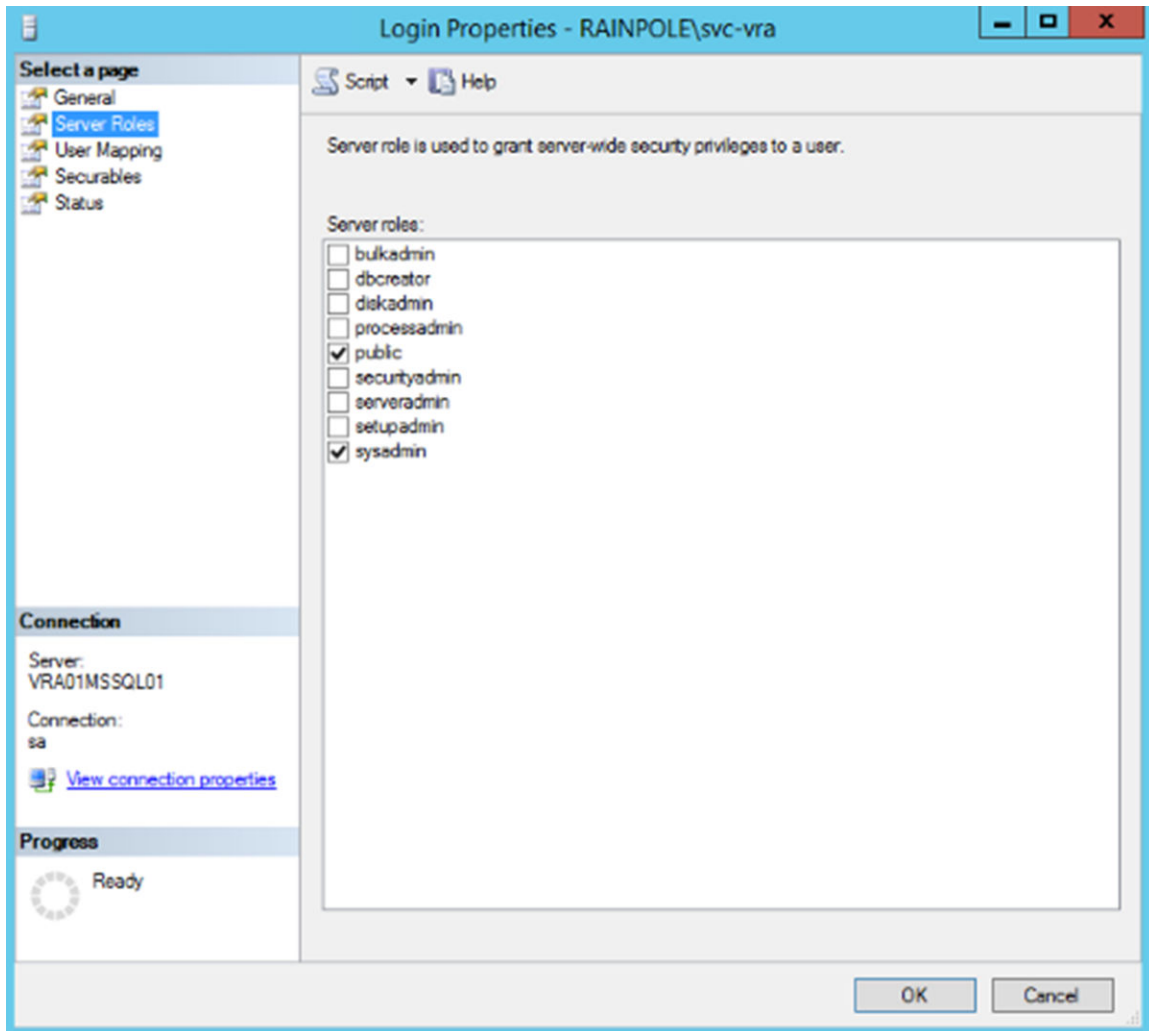 Login Properties - RAINPOLE\svc-vra
Select a page
General
Server Roles
User Mapping
Securables
Status
Script
Help
Server role is used to grant server-wide security privileges to a user.
Server roles:
bulkadmin
dbcreator
diskadmin
processadmin
public
securityadmin
serveradmin
setupadmin
sysadmin
Connection
Server:
VRA01MSSQL01
Connection:
sa
View connection properties
Progress
Ready
OK
Cancel